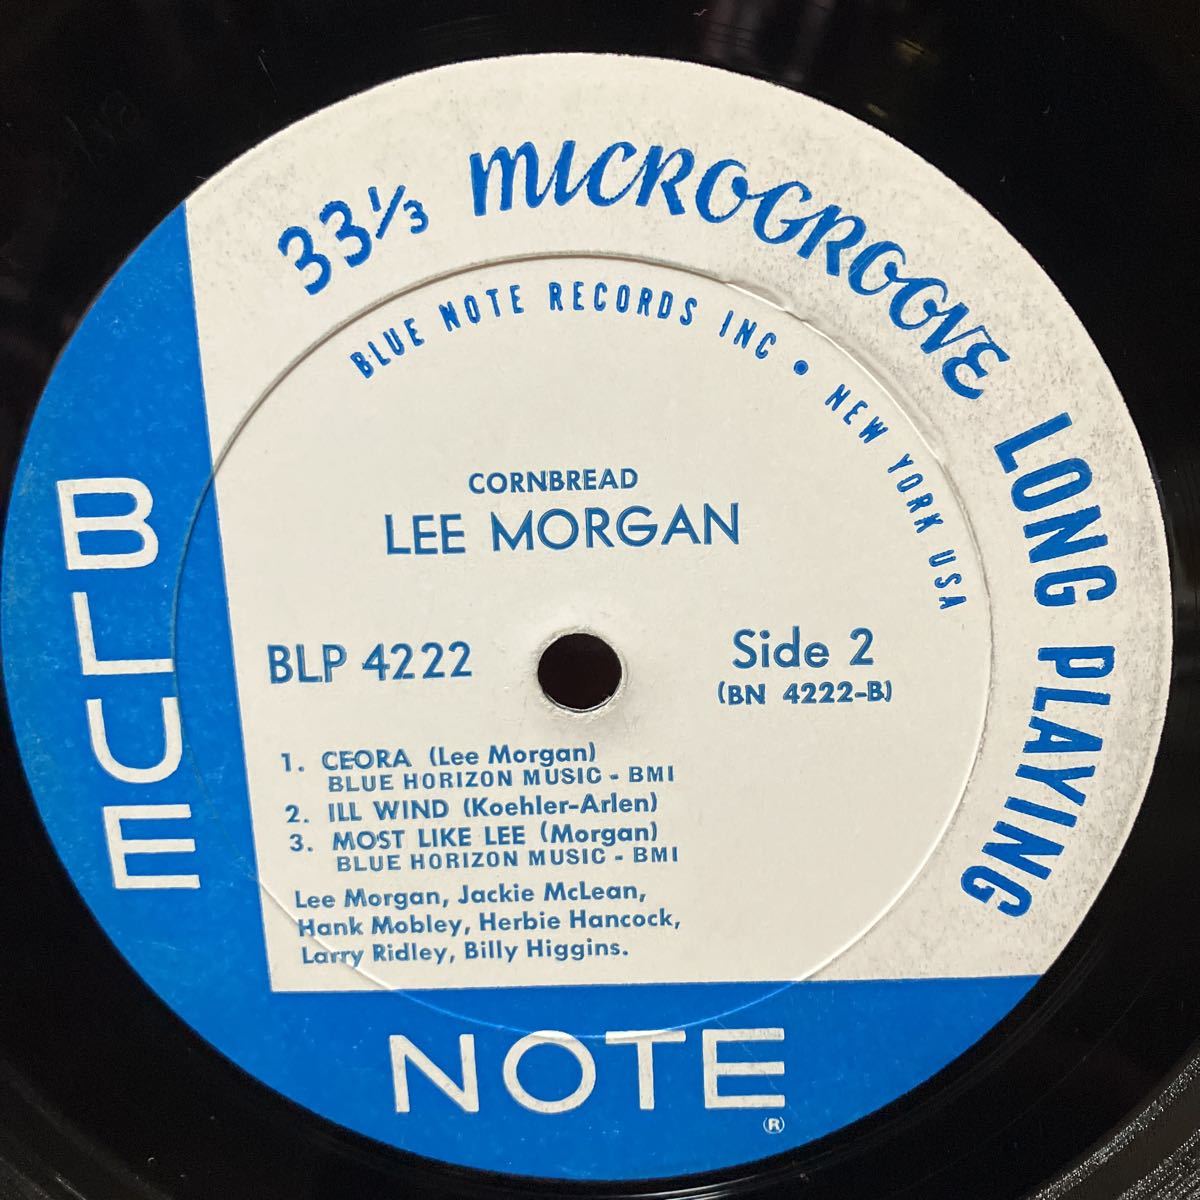 33⅓ MICROGROOVE LONG PLAYING
BLUE NOTE RECORDS INC • NEW YORK USA
CORNBREAD
LEE MORGAN
BLP 4222
Side 2
(BN 4222-B)
1. CEORA (Lee Morgan)
BLUE HORIZON MUSIC - BMI
2. ILL WIND (Koehler-Arlen)
3. MOST LIKE LEE (Morgan)
BLUE HORIZON MUSIC - BMI
Lee Morgan, Jackie McLean,
Hank Mobley, Herbie Hancock,
Larry Ridley, Billy Higgins.
BLUE
NOTE
®